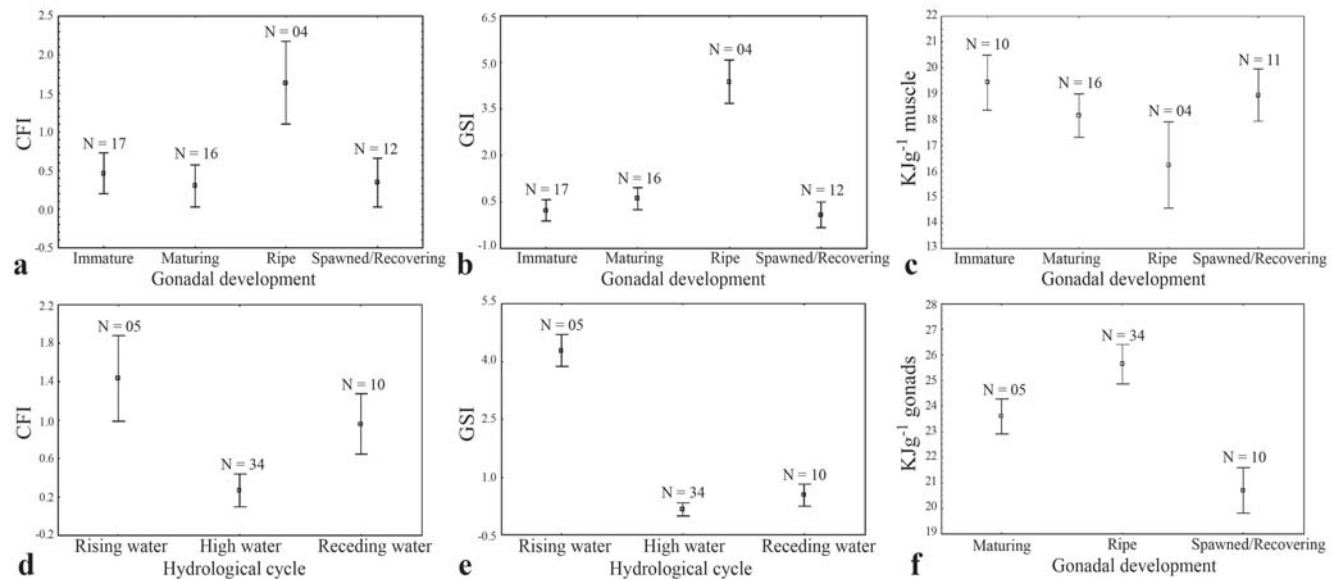 CFI
2.5
2.0
1.5
1.0
0.5
0.0
-0.5
N = 17
N = 16
N = 04
N = 12
Immature Maturing Ripe Spawned/Recovering
Gonadal development
a
GSI
6.5
5.0
3.5
2.0
0.5
-1.0
N = 17
N = 16
N = 04
N = 12
Immature Maturing Ripe Spawned/Recovering
Gonadal development
b
KJg-1 muscle
22
21
20
19
18
17
16
15
14
13
N = 10
N = 16
N = 04
N = 11
Immature Maturing Ripe Spawned/Recovering
Gonadal development
c
CFI
2.2
1.8
1.4
1.0
0.6
0.2
-0.2
N = 05
N = 34
N = 10
Rising water High water Receding water
Hydrological cycle
d
GSI
5.5
4.0
2.5
1.0
-0.5
N = 05
N = 34
N = 10
Rising water High water Receding water
Hydrological cycle
e
KJg-1 gonads
28
27
26
25
24
23
22
21
20
19
N = 05
N = 34
N = 10
Maturing Ripe Spawned/Recovering
Gonadal development
f